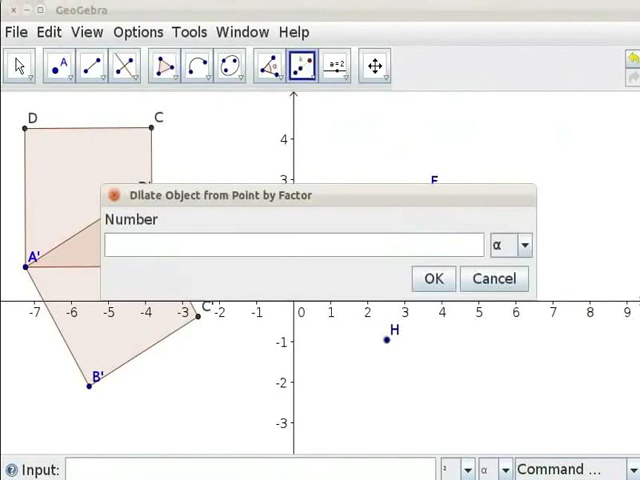 GeoGebra
File Edit View Options Tools Window Help
A
α
a=2
D
C
4
3
Dilate Object from Point by Factor
Number
α
OK Cancel
A'
C'
-7 -6 -5 -4 -3 -2 -1 0 1 2 3 4 5 6 7 8 9
H
-1
B'
-2
-3
Input:
α
Command ...